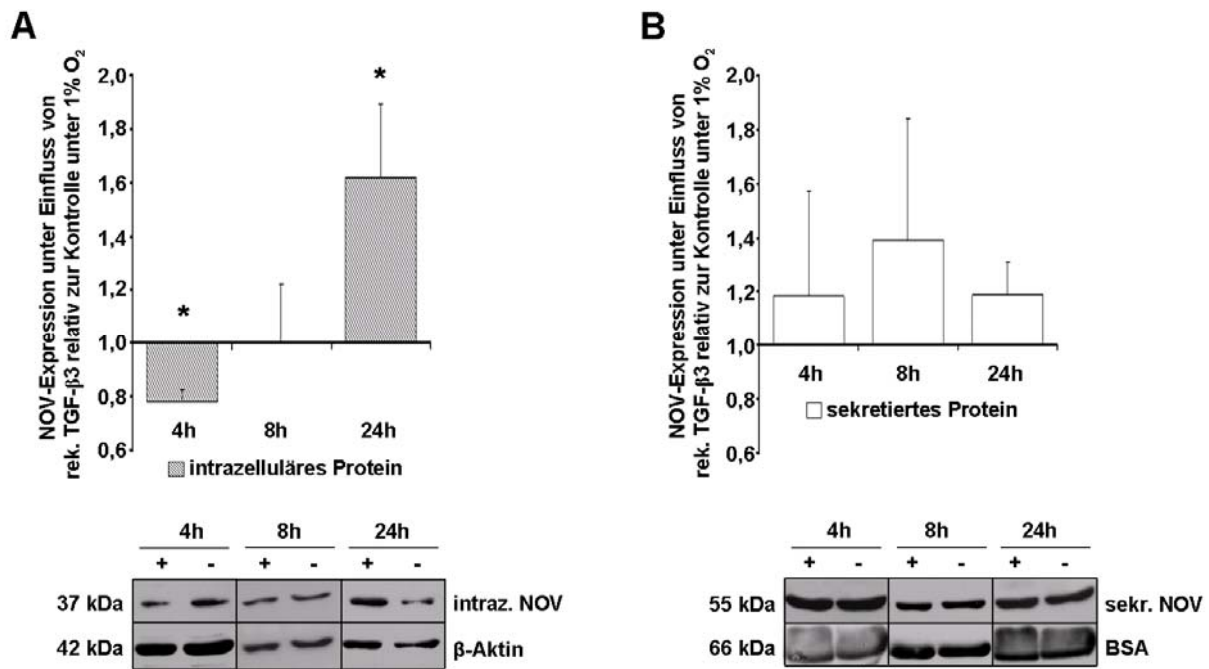 A
NOV-Expression unter Einfluss von
rek. TGF-β3 relativ zur Kontrolle unter 1% O₂
2,0
1,8
1,6
1,4
1,2
1,0
0,8
0,6
*
*
4h
8h
24h
intrazelluläres Protein
4h 8h 24h
+ - + - + -
37 kDa intraz. NOV
42 kDa β-Aktin
B
NOV-Expression unter Einfluss von
rek. TGF-β3 relativ zur Kontrolle unter 1% O₂
2,0
1,8
1,6
1,4
1,2
1,0
0,8
0,6
4h 8h 24h
sekretiertes Protein
4h 8h 24h
+ - + - + -
55 kDa sekr. NOV
66 kDa BSA